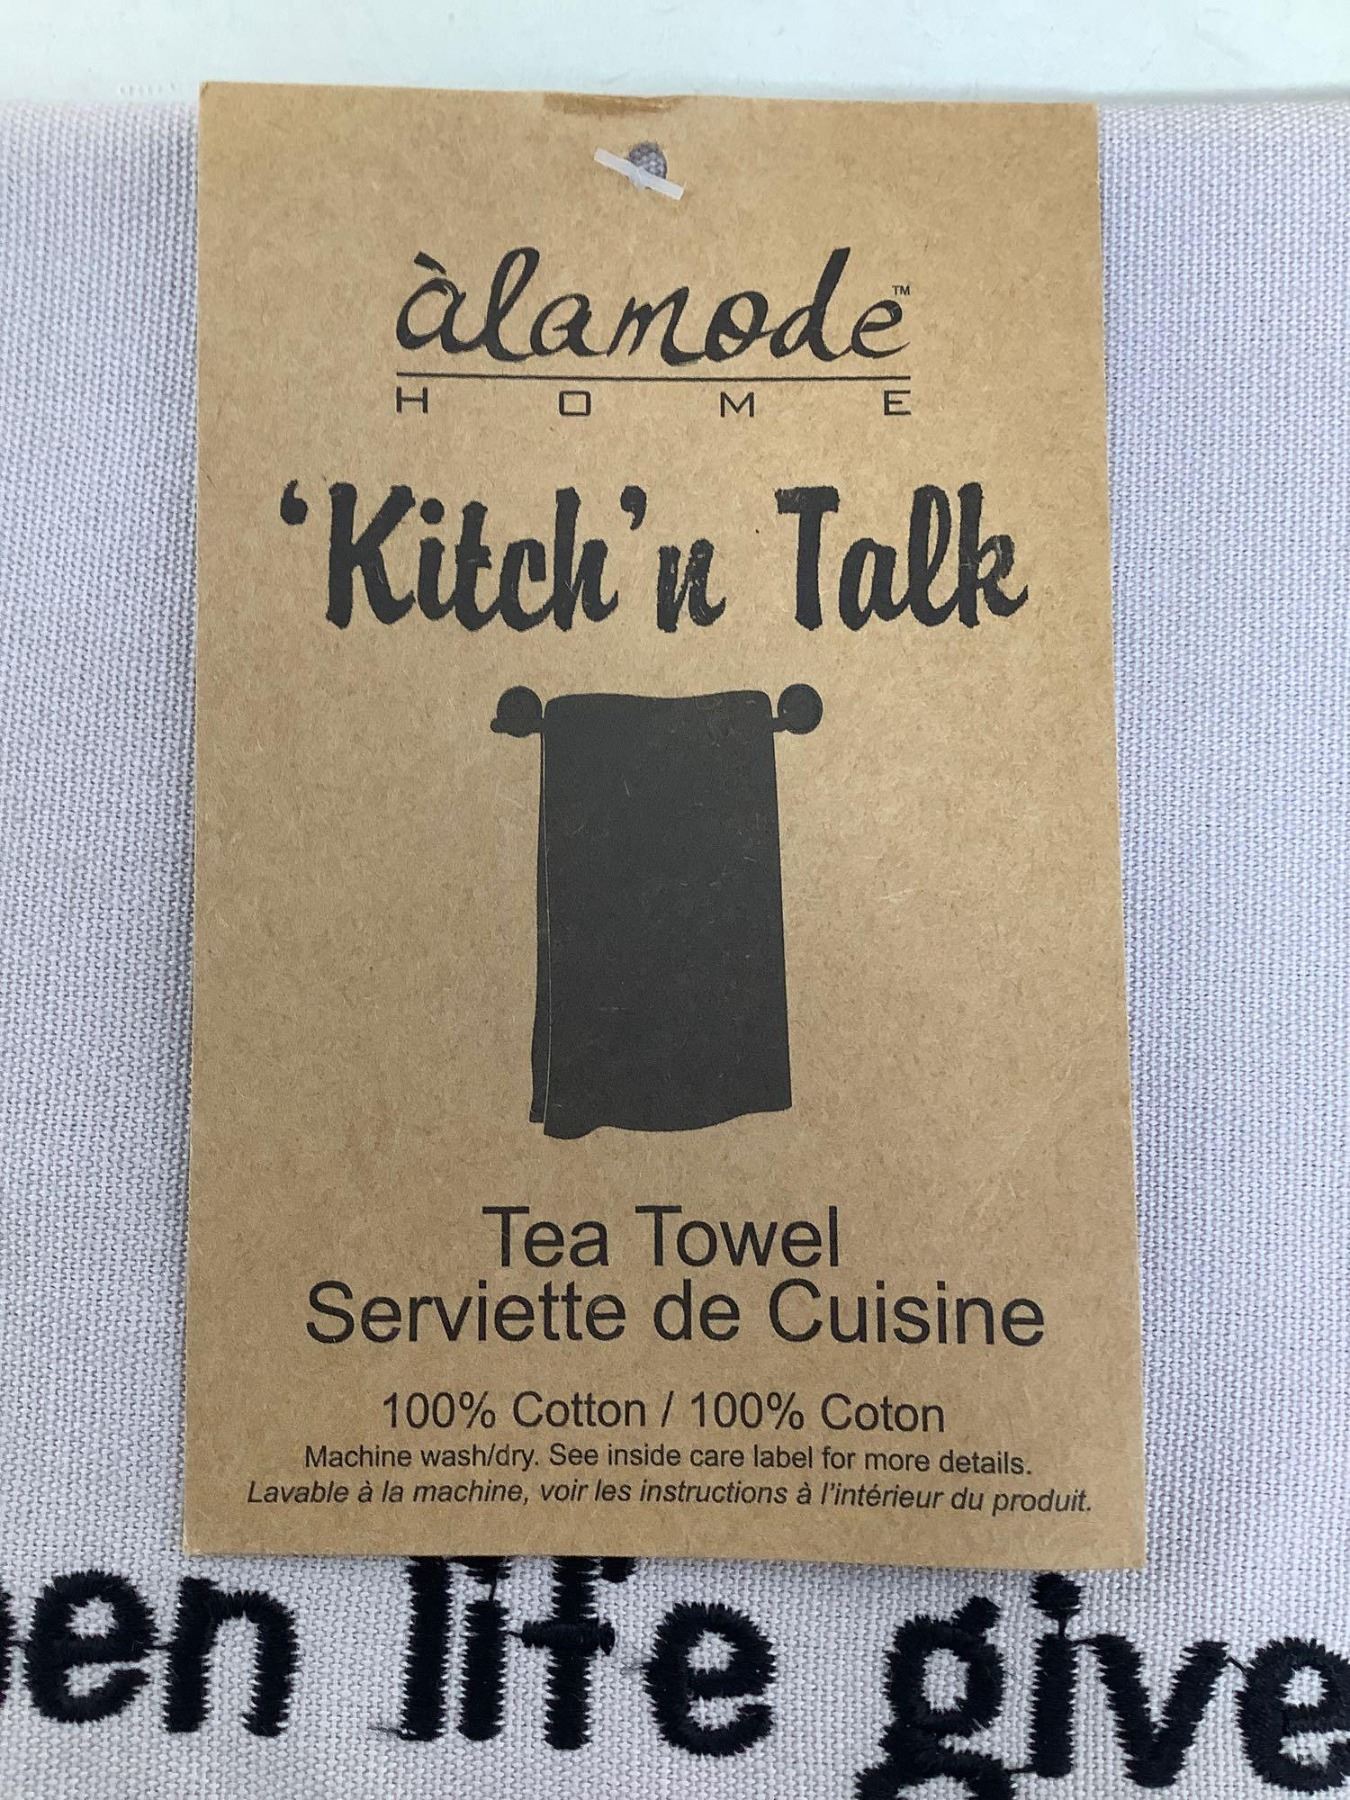 àlamode™
HOME
‘Kitch’n Talk
Tea Towel
Serviette de Cuisine
100% Cotton / 100% Coton
Machine wash/dry. See inside care label for more details.
Lavable à la machine, voir les instructions à l'intérieur du produit.
en life give